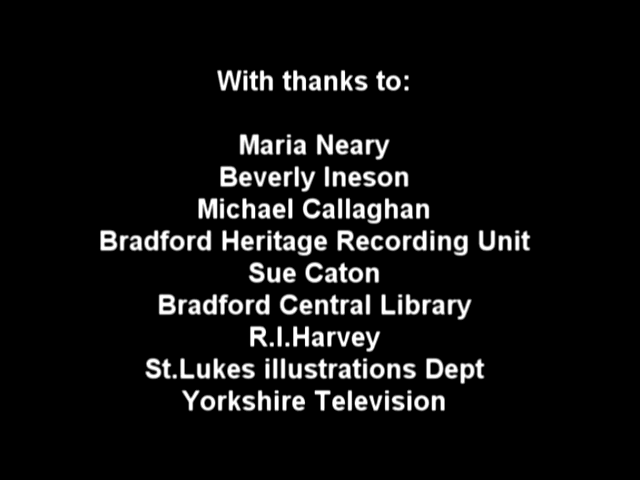 With thanks to:
Maria Neary
Beverly Ineson
Michael Callaghan
Bradford Heritage Recording Unit
Sue Caton
Bradford Central Library
R.I.Harvey
St.Lukes illustrations Dept
Yorkshire Television